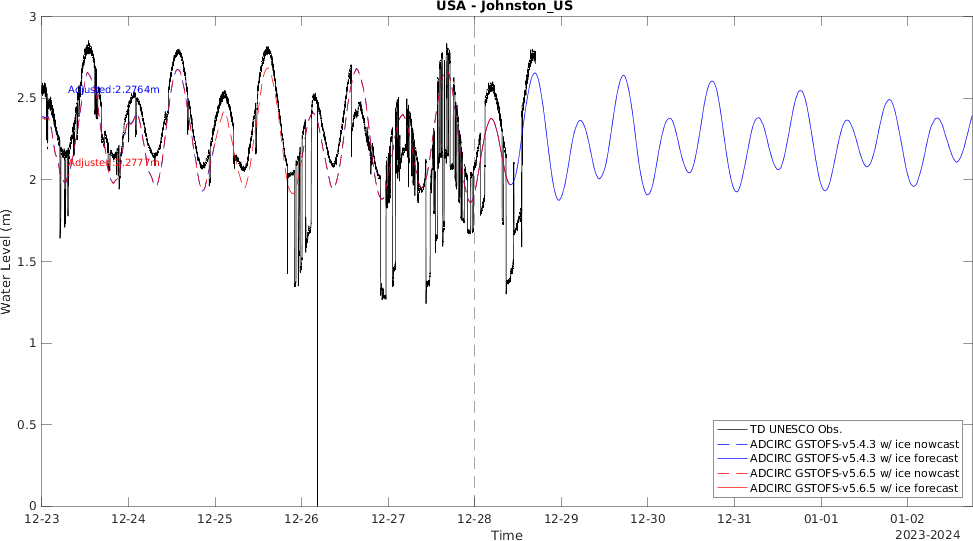 USA - Johnston_US
3
2.5
2
1.5
1
0.5
0
Water Level (m)
Adjusted:2.2764m
Adjusted:2.2777m
12-23
12-24
12-25
12-26
12-27
12-28
12-29
12-30
12-31
01-01
01-02
Time
2023-2024
TD UNESCO Obs.
ADCIRC GSTOFS-v5.4.3 w/ ice nowcast
ADCIRC GSTOFS-v5.4.3 w/ ice forecast
ADCIRC GSTOFS-v5.6.5 w/ ice nowcast
ADCIRC GSTOFS-v5.6.5 w/ ice forecast